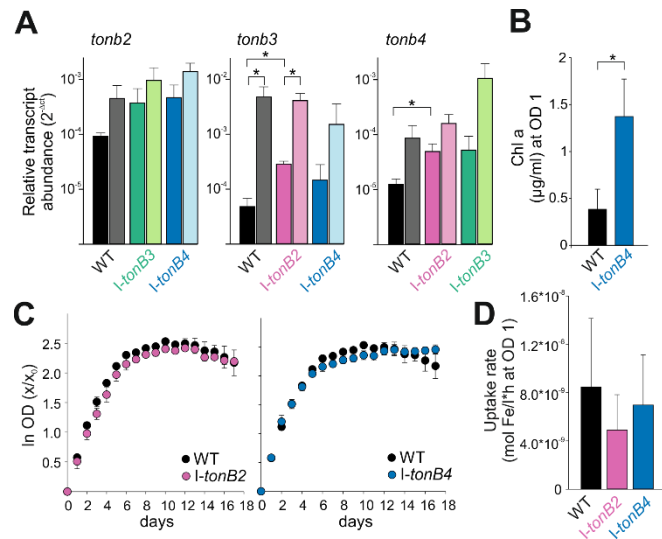 A
tonb2
tonb3
tonb4
Relative transcript
abundance (2^-ΔCt)
10^-3
10^-4
10^-5
WT
I-tonB3
I-tonB4
10^-2
10^-3
10^-4
*
*
*
WT
I-tonB2
I-tonB4
10^-3
10^-4
10^-5
*
WT
I-tonB2
I-tonB3
B
Chl a
(µg/ml) at OD 1
2
1.5
1
0.5
0
*
WT
I-tonB4
C
ln OD (x/x₀)
2.5
2.0
1.5
1.0
0.5
WT
I-tonB2
0 2 4 6 8 10 12 14 16 18
days
WT
I-tonB4
0 2 4 6 8 10 12 14 16 18
days
D
Uptake rate
(mol Fe/l*h at OD 1)
1.6*10^-8
1.2*10^-8
8.0*10^-9
4.0*10^-9
WT
I-tonB2
I-tonB4